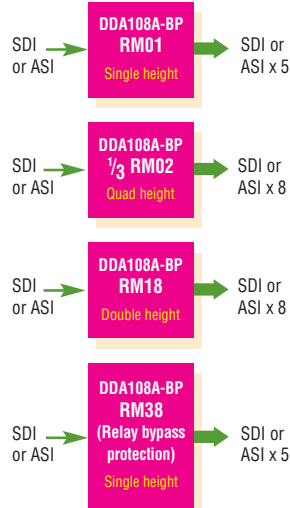 DDA108A-BP
RM01
Single height
SDI
or ASI
SDI or
ASI x 5
DDA108A-BP
1/3 RM02
Quad height
SDI
or ASI
SDI or
ASI x 8
DDA108A-BP
RM18
Double height
SDI
or ASI
SDI or
ASI x 8
DDA108A-BP
RM38
(Relay bypass
protection)
Single height
SDI
or ASI
SDI or
ASI x 5